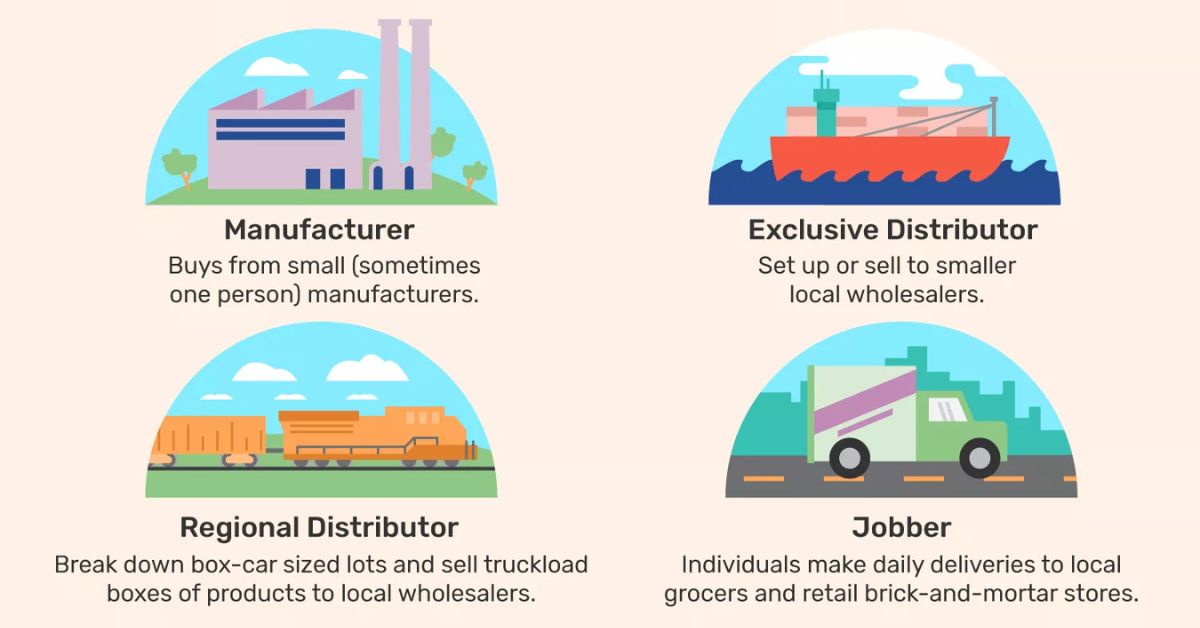 Manufacturer
Buys from small (sometimes
one person) manufacturers.
Exclusive Distributor
Set up or sell to smaller
local wholesalers.
Regional Distributor
Break down box-car sized lots and sell truckload
boxes of products to local wholesalers.
Jobber
Individuals make daily deliveries to local
grocers and retail brick-and-mortar stores.